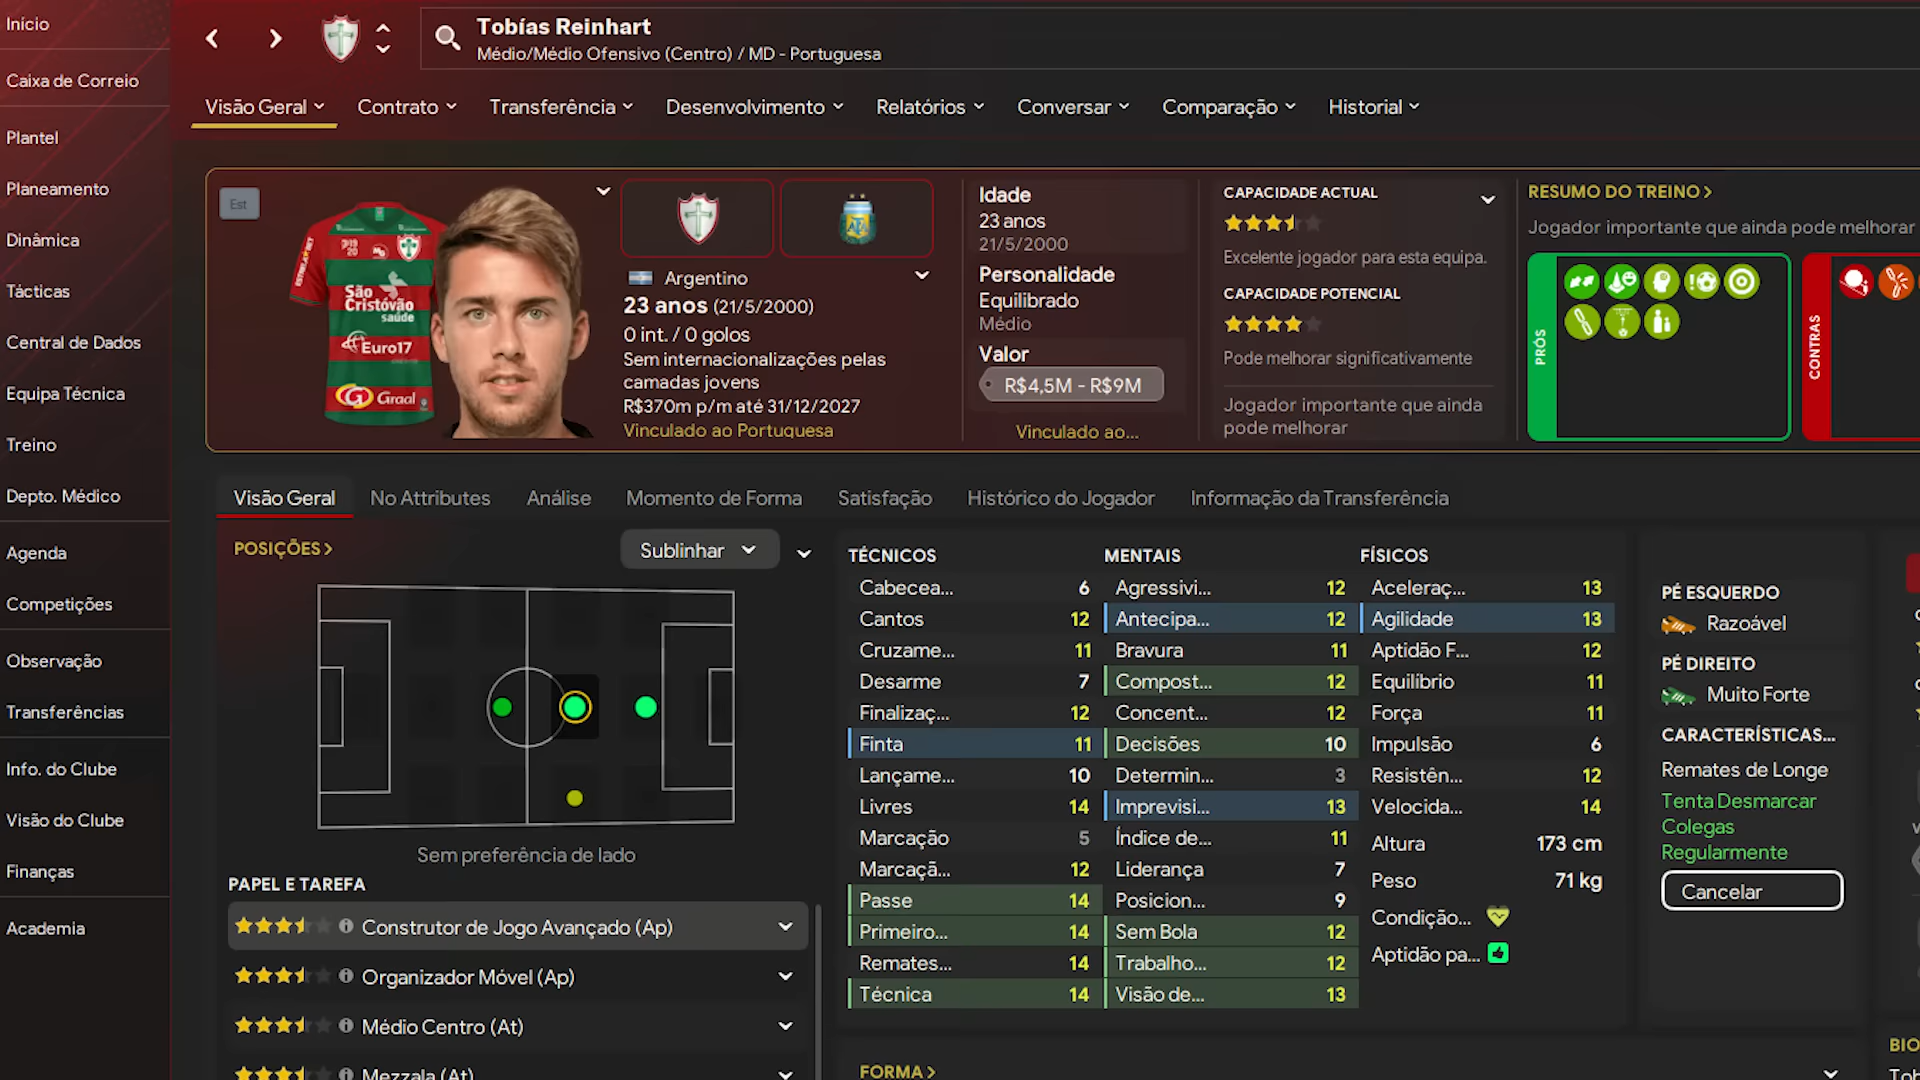 Início
Caixa de Correio
Plantel
Planeamento
Dinâmica
Tácticas
Central de Dados
Equipa Técnica
Treino
Depto. Médico
Agenda
Competições
Observação
Transferências
Info. do Clube
Visão do Clube
Finanças
Academia
Tobías Reinhart
Médio/Médio Ofensivo (Centro) / MD - Portuguesa
Visão Geral
Contrato
Transferência
Desenvolvimento
Relatórios
Conversar
Comparação
Historial
Est
São
Cristóvão
saúde
Euro17
Graal
Argentino
23 anos (21/5/2000)
0 int. / 0 golos
Sem internacionalizações pelas
camadas jovens
R$370m p/m até 31/12/2027
Vinculado ao Portuguesa
Idade
23 anos
21/5/2000
Personalidade
Equilibrado
Médio
Valor
R$4,5M - R$9M
Vinculado ao...
CAPACIDADE ACTUAL
Excelente jogador para esta equipa.
CAPACIDADE POTENCIAL
Pode melhorar significativamente
Jogador importante que ainda
pode melhorar
RESUMO DO TREINO
Jogador importante que ainda pode melhorar
PRÓS
CONTRAS
Visão Geral
No Attributes
Análise
Momento de Forma
Satisfação
Histórico do Jogador
Informação da Transferência
POSIÇÕES
Sublinhar
Sem preferência de lado
PAPEL E TAREFA
Construtor de Jogo Avançado (Ap)
Organizador Móvel (Ap)
Médio Centro (At)
Mezzala (At)
TÉCNICOS
Cabecea... 6
Cantos 12
Cruzame... 11
Desarme 7
Finalizaç... 12
Finta 11
Lançame... 10
Livres 14
Marcação 5
Marcaçã... 12
Passe 14
Primeiro... 14
Remates... 14
Técnica 14
MENTAIS
Agressivi... 12
Antecipa... 12
Bravura 11
Compost... 12
Concent... 12
Decisões 10
Determin... 3
Imprevisi... 13
Índice de... 11
Liderança 7
Posicion... 9
Sem Bola 12
Trabalho... 12
Visão de... 13
FÍSICOS
Aceleraç... 13
Agilidade 13
Aptidão F... 12
Equilíbrio 11
Força 11
Impulsão 6
Resistên... 12
Velocida... 14
Altura 173 cm
Peso 71 kg
Condição...
Aptidão pa...
PÉ ESQUERDO
Razoável
PÉ DIREITO
Muito Forte
CARACTERÍSTICAS...
Remates de Longe
Tenta Desmarcar
Colegas
Regularmente
Cancelar
FORMA
BIO
Tob